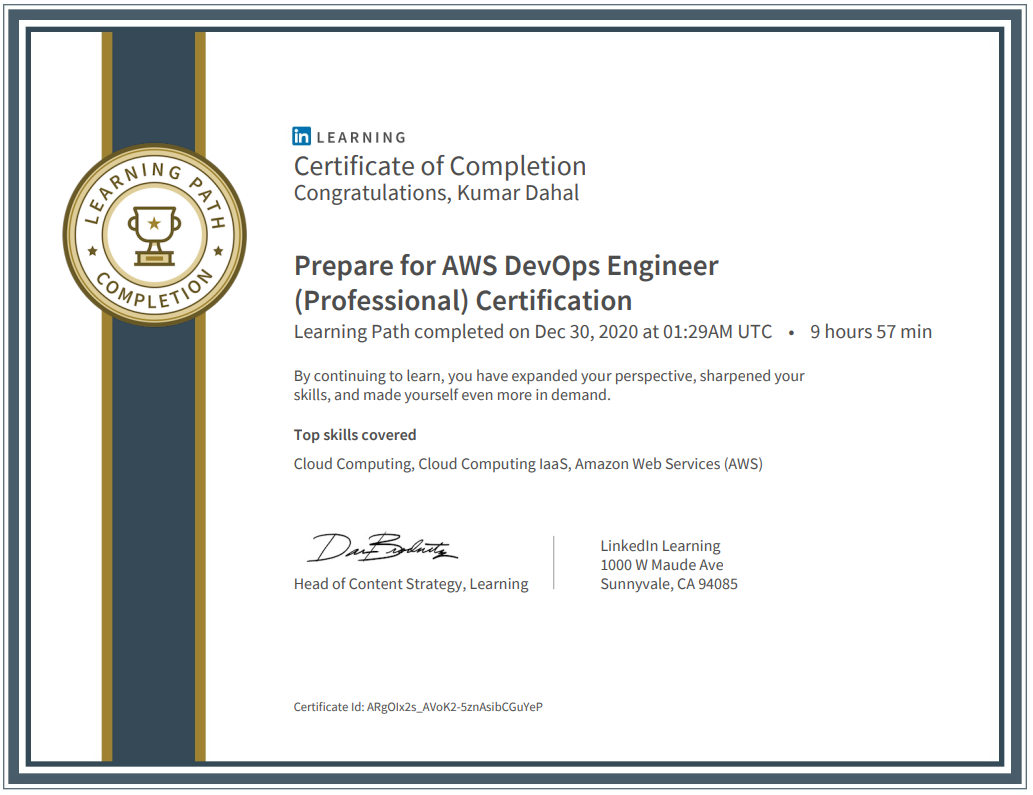 LEARNING PATH
COMPLETION
in LEARNING
Certificate of Completion
Congratulations, Kumar Dahal
Prepare for AWS DevOps Engineer
(Professional) Certification
Learning Path completed on Dec 30, 2020 at 01:29AM UTC • 9 hours 57 min
By continuing to learn, you have expanded your perspective, sharpened your
skills, and made yourself even more in demand.
Top skills covered
Cloud Computing, Cloud Computing IaaS, Amazon Web Services (AWS)
Head of Content Strategy, Learning
LinkedIn Learning
1000 W Maude Ave
Sunnyvale, CA 94085
Certificate Id: ARgOIx2s_AVoK2-5znAsibCGuYeP